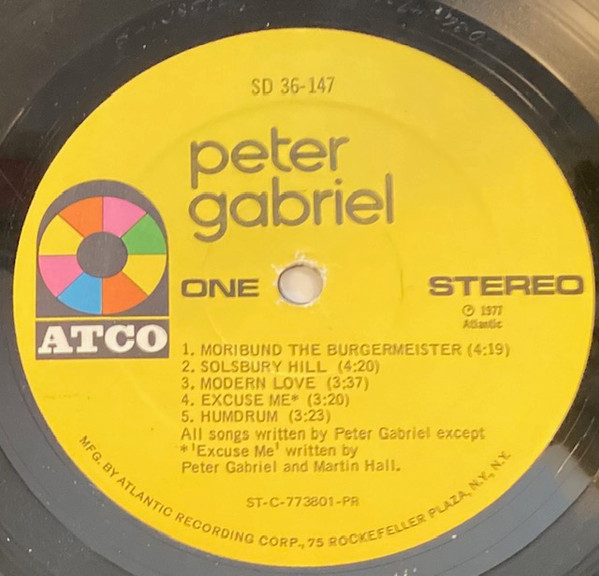 SD 36-147
peter
gabriel
ONE
STEREO
℗ 1977
Atlantic
ATCO
1. MORIBUND THE BURGERMEISTER (4:19)
2. SOLSBURY HILL (4:20)
3. MODERN LOVE (3:37)
4. EXCUSE ME* (3:20)
5. HUMDRUM (3:23)
All songs written by Peter Gabriel except
*'Excuse Me' written by
Peter Gabriel and Martin Hall.
ST-C-773801-PR
MFG. BY ATLANTIC RECORDING CORP., 75 ROCKEFELLER PLAZA, N.Y., N.Y.